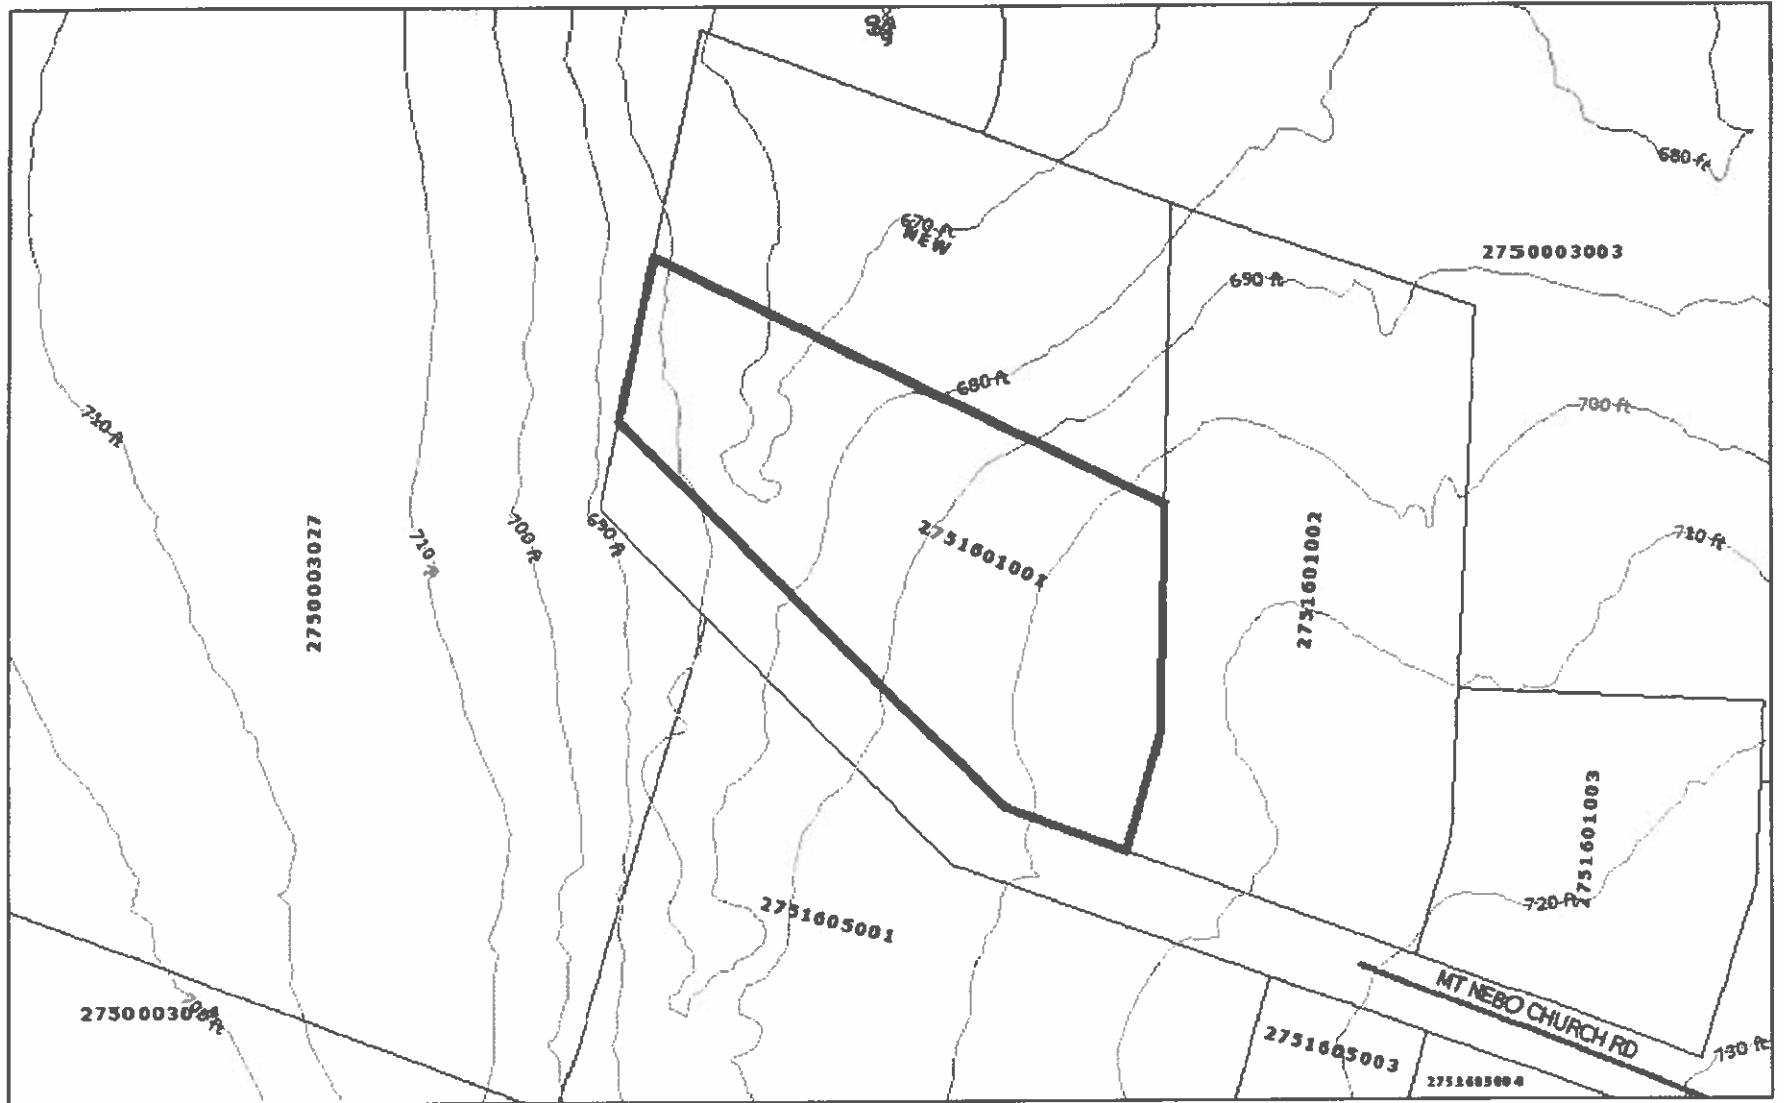 680 ft
670 ft
NEW
2750003003
690 ft
680 ft
700 ft
710 ft
2750003027
710 ft
700 ft
690 ft
2751601001
2751601002
710 ft
2751601003
720 ft
2751605001
MT NEBO CHURCH RD
2751605003
2751605004
730 ft